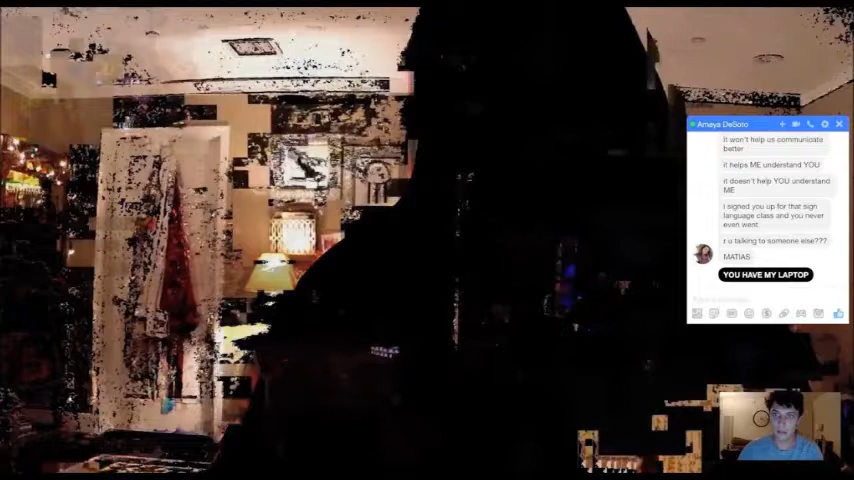 Amaya DeSoto
It won't help us communicate
better
it helps ME understand YOU
it doesn't help YOU understand
ME
i signed you up for that sign
language class and you never
even went
r u talking to someone else???
MATIAS
YOU HAVE MY LAPTOP